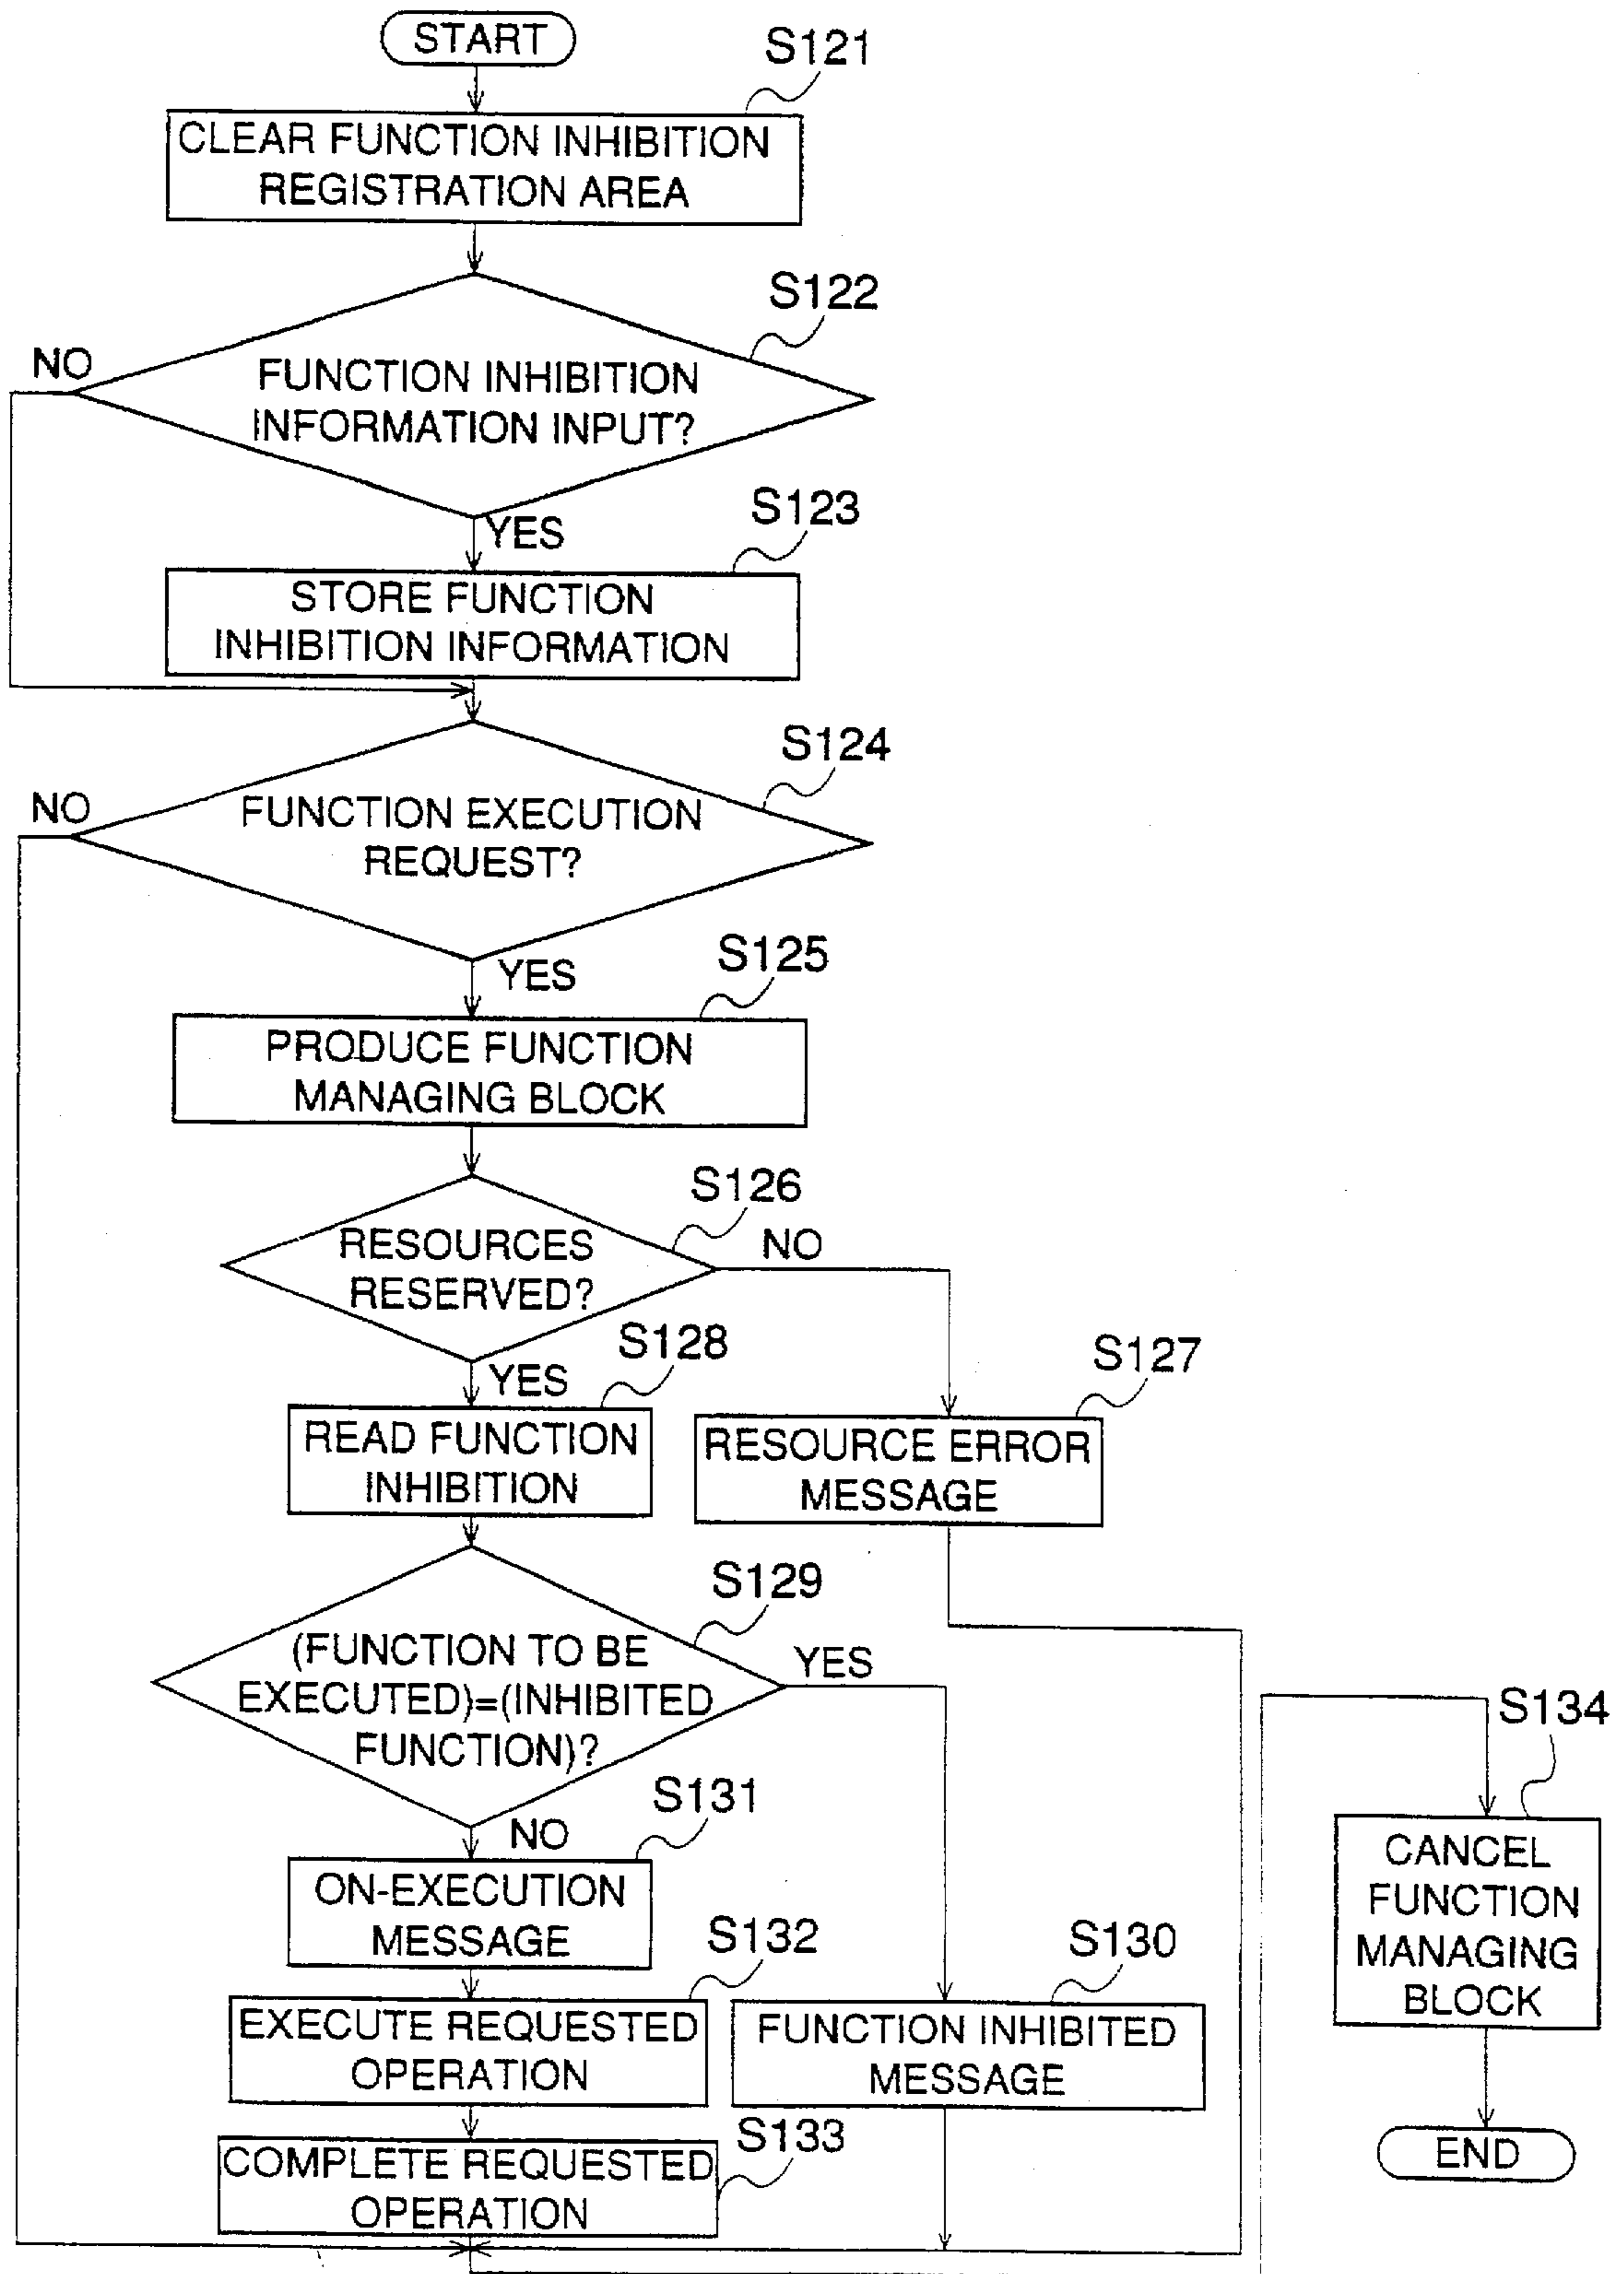 START
S121
CLEAR FUNCTION INHIBITION
REGISTRATION AREA
S122
NO
FUNCTION INHIBITION
INFORMATION INPUT?
YES
S123
STORE FUNCTION
INHIBITION INFORMATION
S124
NO
FUNCTION EXECUTION
REQUEST?
YES
S125
PRODUCE FUNCTION
MANAGING BLOCK
S126
RESOURCES
RESERVED?
NO
YES
S128
READ FUNCTION
INHIBITION
S127
RESOURCE ERROR
MESSAGE
S129
(FUNCTION TO BE
EXECUTED)=(INHIBITED
FUNCTION)?
YES
NO
S131
ON-EXECUTION
MESSAGE
S132
EXECUTE REQUESTED
OPERATION
S130
FUNCTION INHIBITED
MESSAGE
S133
COMPLETE REQUESTED
OPERATION
S134
CANCEL
FUNCTION
MANAGING
BLOCK
END